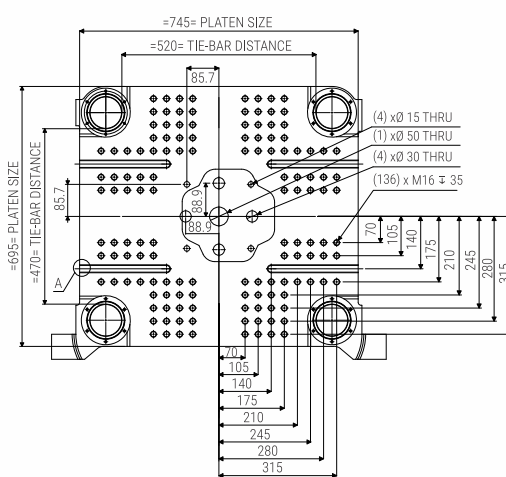 =745= PLATEN SIZE
=520= TIE-BAR DISTANCE
85.7
(4) xØ 15 THRU
(1) xØ 50 THRU
(4) xØ 30 THRU
(136) x M16 ↧ 35
=695= PLATEN SIZE
=470= TIE-BAR DISTANCE
85.7
88.9
88.9
A
70
105
140
175
210
245
280
315
70
105
140
175
210
245
280
315